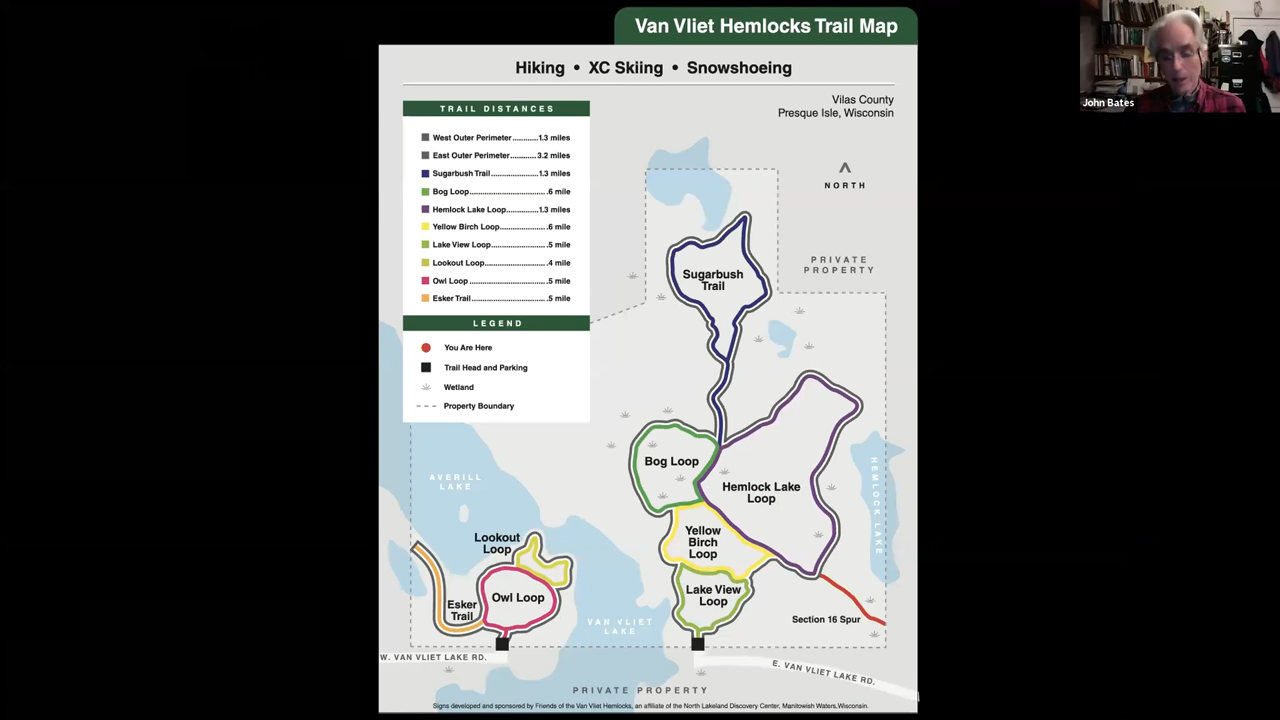 Van Vliet Hemlocks Trail Map
Hiking • XC Skiing • Snowshoeing
John Bates
Vilas County
Presque Isle, Wisconsin
TRAIL DISTANCES
West Outer Perimeter............1.3 miles
East Outer Perimeter............3.2 miles
Sugarbush Trail......................1.3 miles
Bog Loop.................................6 mile
Hemlock Lake Loop...............1.3 miles
Yellow Birch Loop....................6 mile
Lake View Loop.......................5 mile
Lookout Loop..........................4 mile
Owl Loop.................................5 mile
Esker Trail...............................5 mile
LEGEND
You Are Here
Trail Head and Parking
Wetland
Property Boundary
NORTH
PRIVATE
PROPERTY
Sugarbush
Trail
Bog Loop
Hemlock Lake
Loop
HEMLOCK LAKE
AVERILL
LAKE
Yellow
Birch
Loop
Lookout
Loop
Owl Loop
Esker
Trail
Lake View
Loop
VAN VLIET
LAKE
Section 16 Spur
W. VAN VLIET LAKE RD.
E. VAN VLIET LAKE RD.
PRIVATE PROPERTY
Signs developed and sponsored by Friends of the Van Vliet Hemlocks, an affiliate of the North Lakeland Discovery Center, Manitowish Waters,Wisconsin.